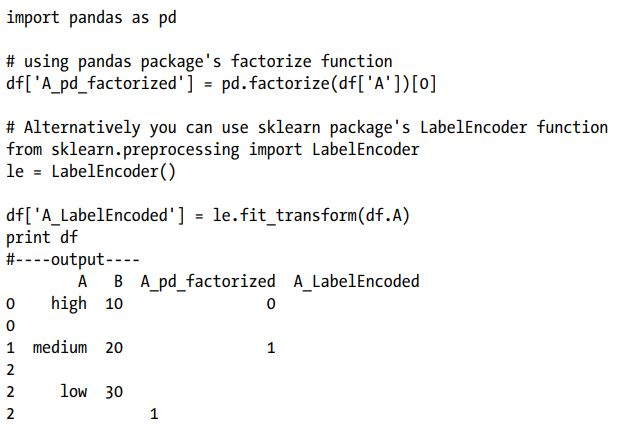 import pandas as pd
# using pandas package's factorize function
df['A_pd_factorized'] = pd.factorize(df['A'])[0]
# Alternatively you can use sklearn package's LabelEncoder function
from sklearn.preprocessing import LabelEncoder
le = LabelEncoder()
df['A_LabelEncoded'] = le.fit_transform(df.A)
print df
#----output----
A B A_pd_factorized A_LabelEncoded
0 high 10 0
0
1 medium 20 1
2
2 low 30
2 1